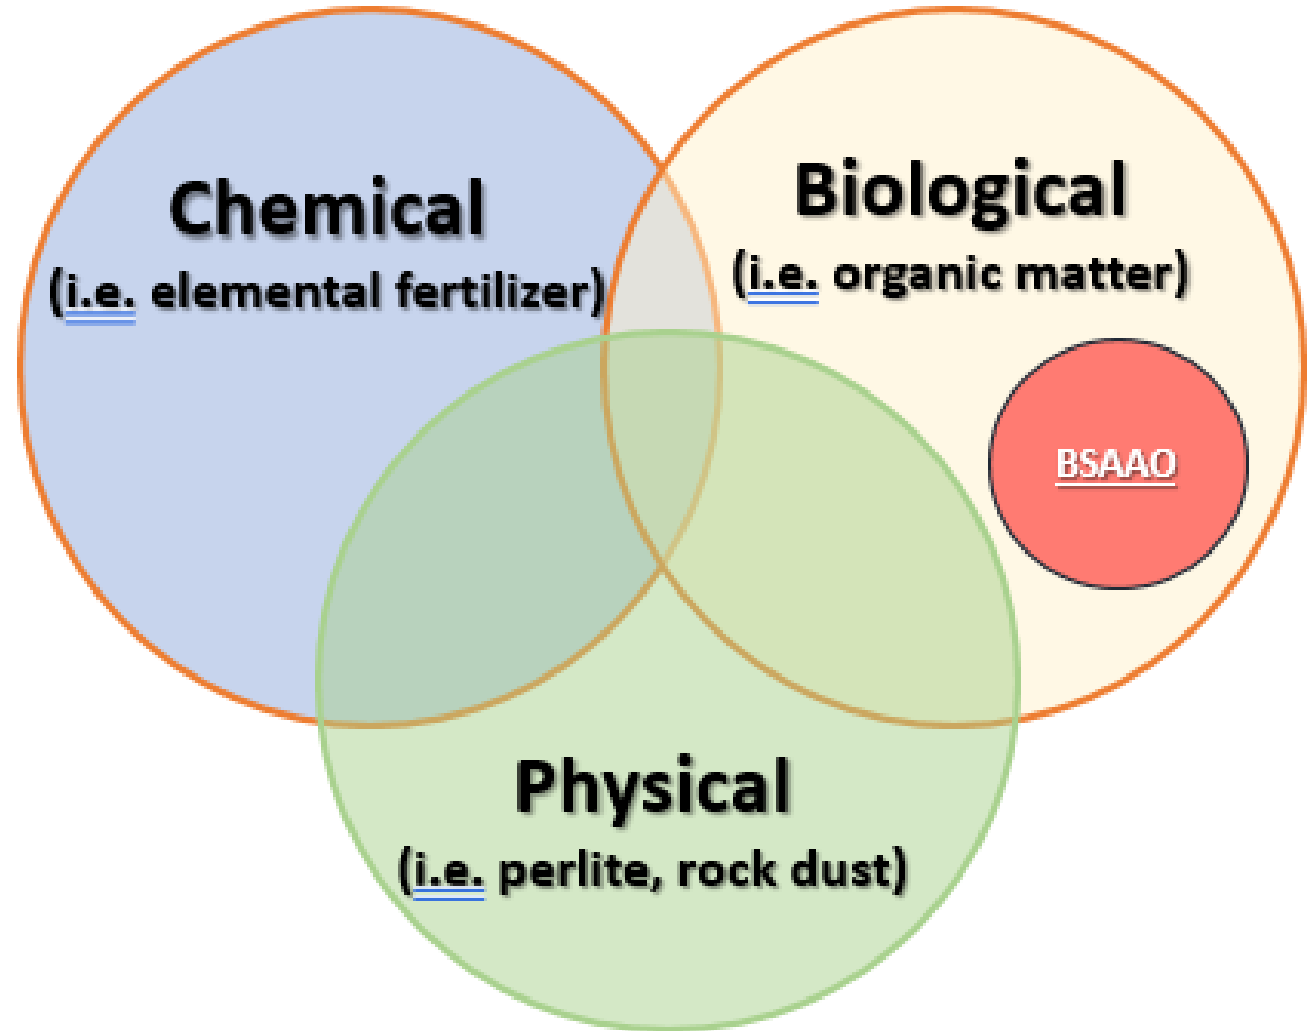 Chemical
(i.e. elemental fertilizer)
Biological
(i.e. organic matter)
BSAAO
Physical
(i.e. perlite, rock dust)